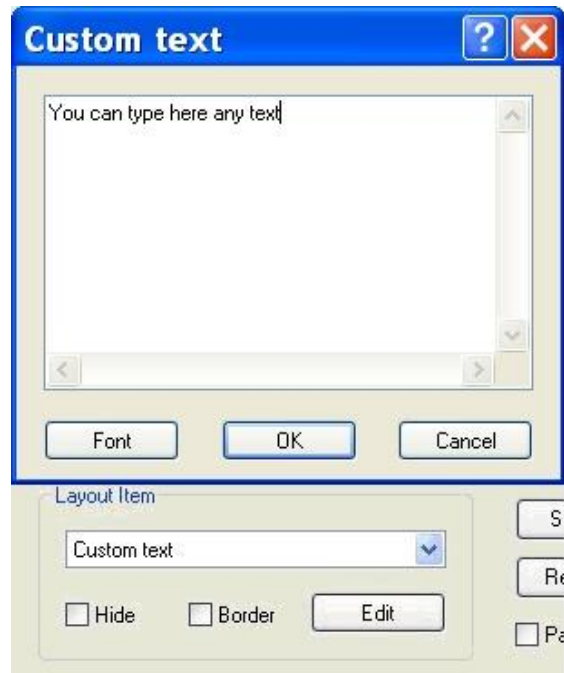 Custom text
You can type here any text
Font OK Cancel
Layout Item
Custom text
Hide Border Edit